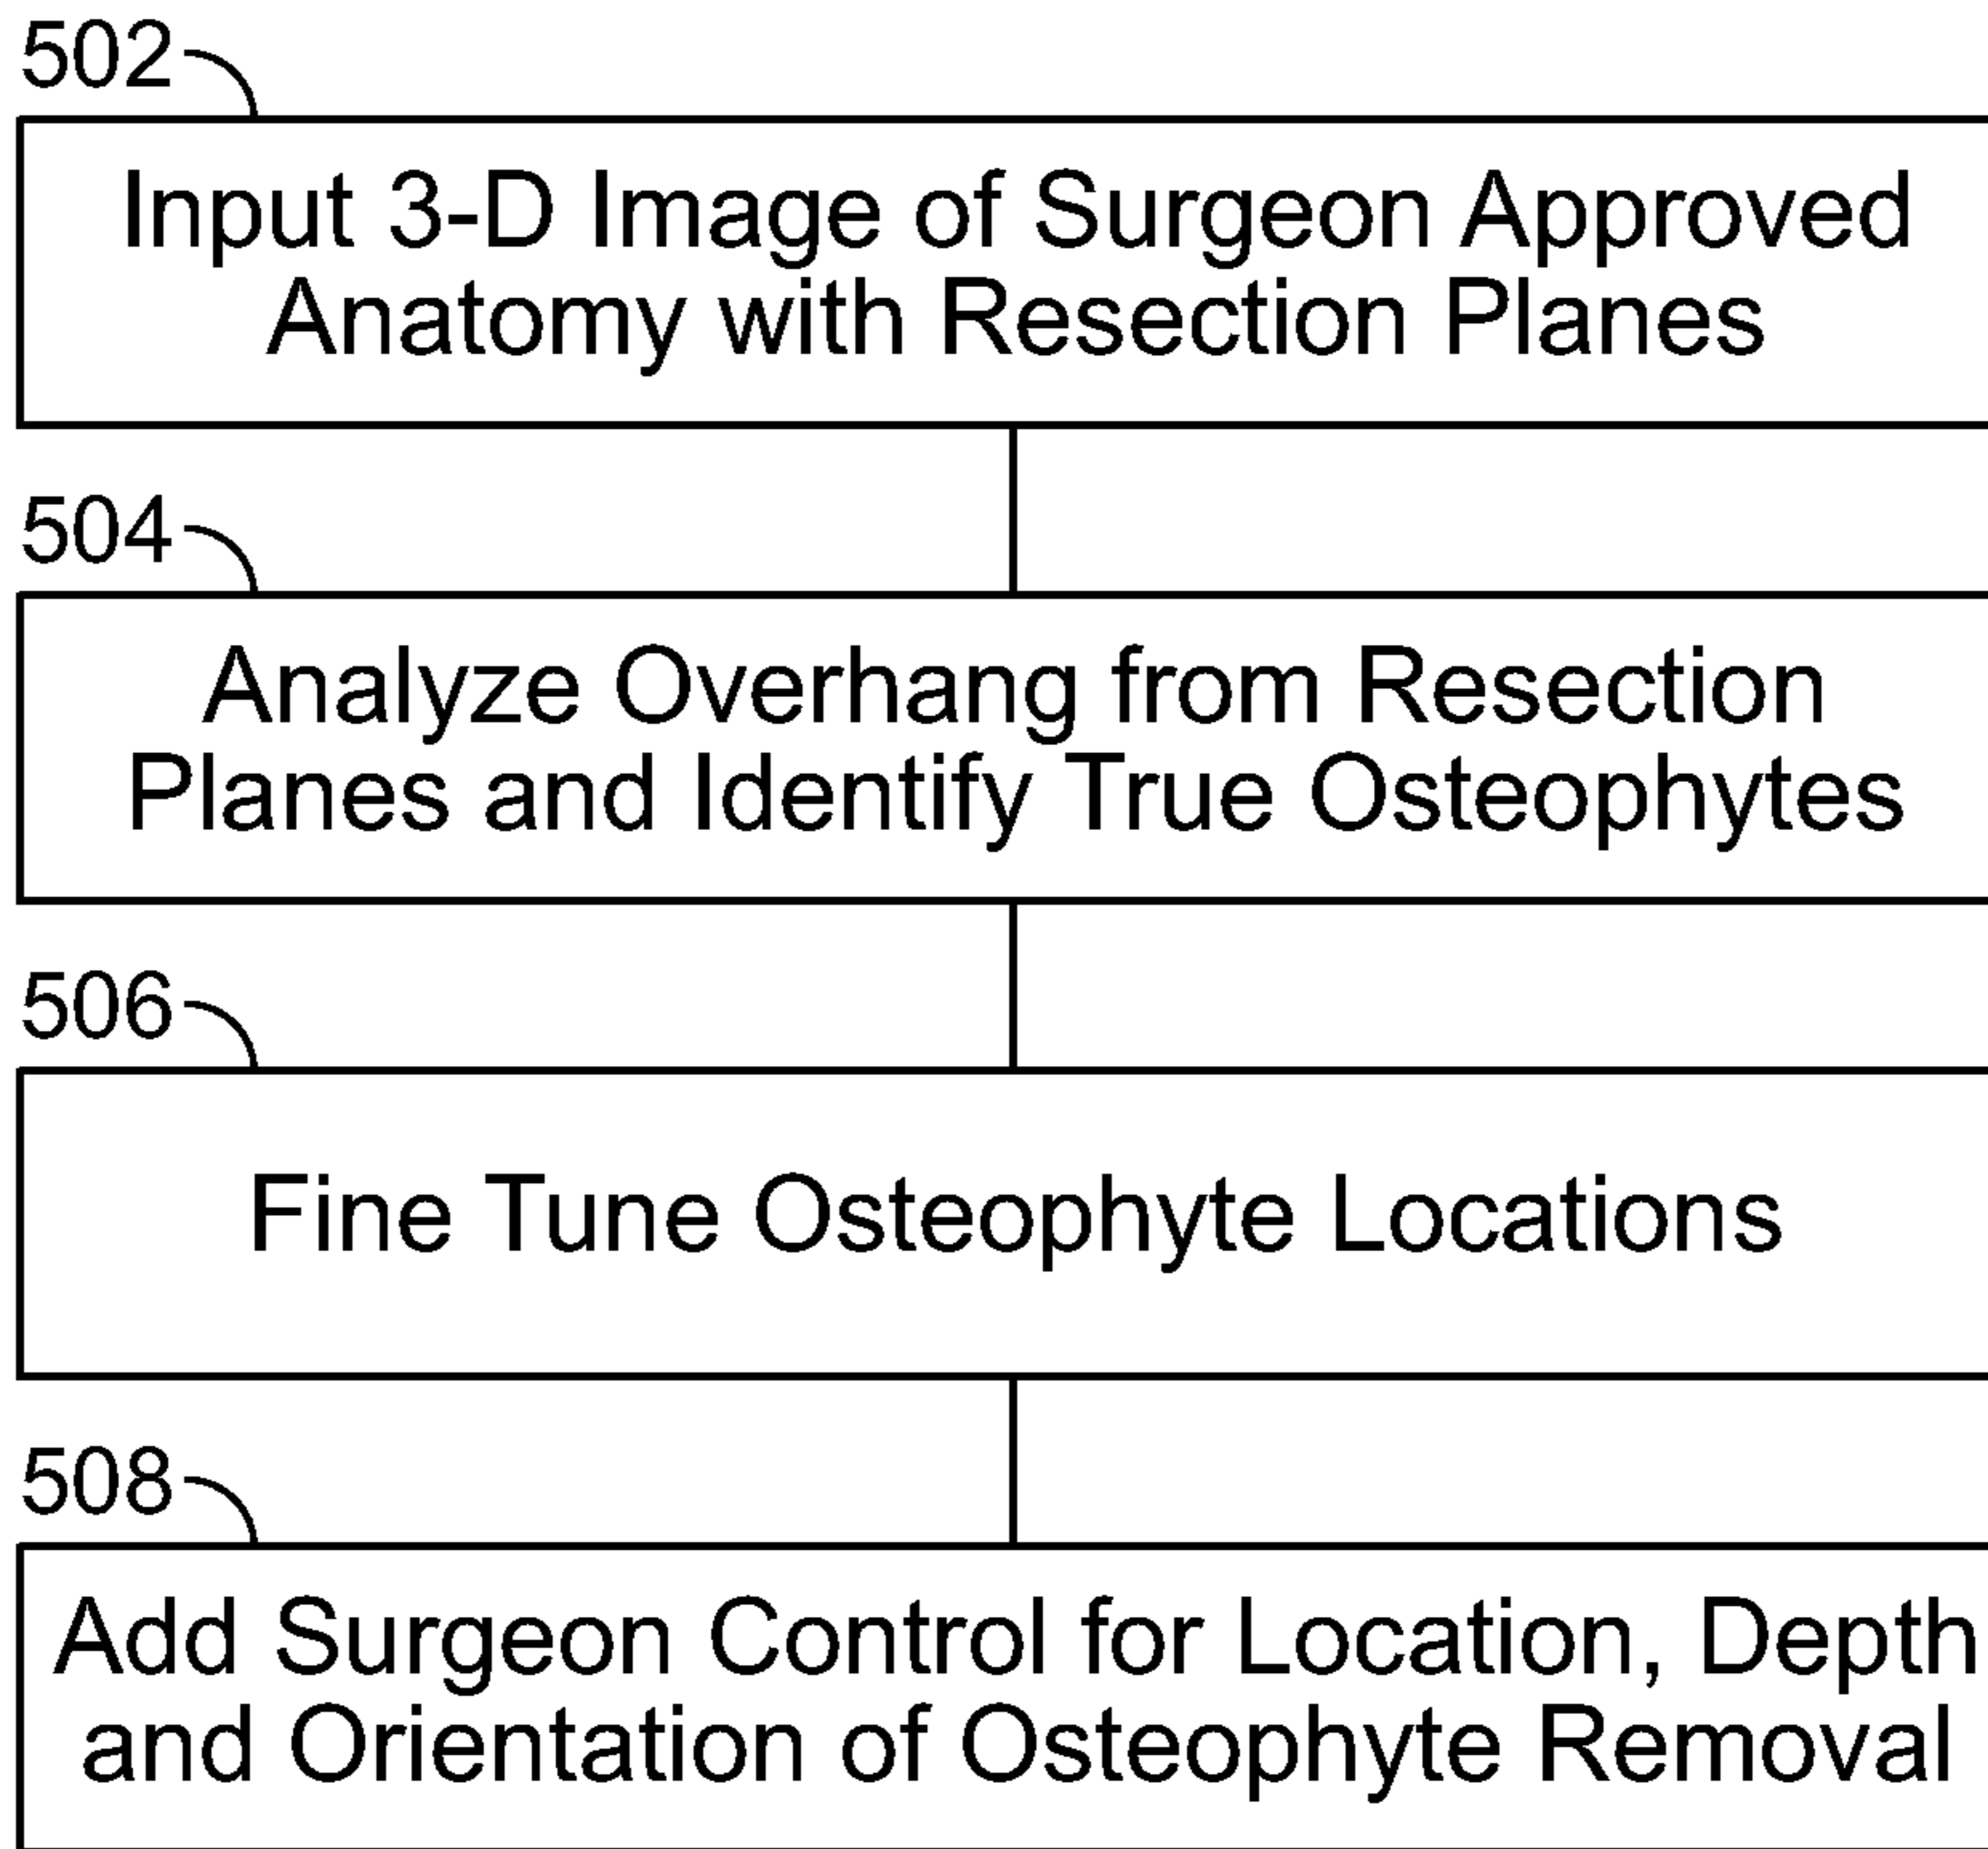 502
Input 3-D Image of Surgeon Approved
Anatomy with Resection Planes
504
Analyze Overhang from Resection
Planes and Identify True Osteophytes
506
Fine Tune Osteophyte Locations
508
Add Surgeon Control for Location, Depth
and Orientation of Osteophyte Removal